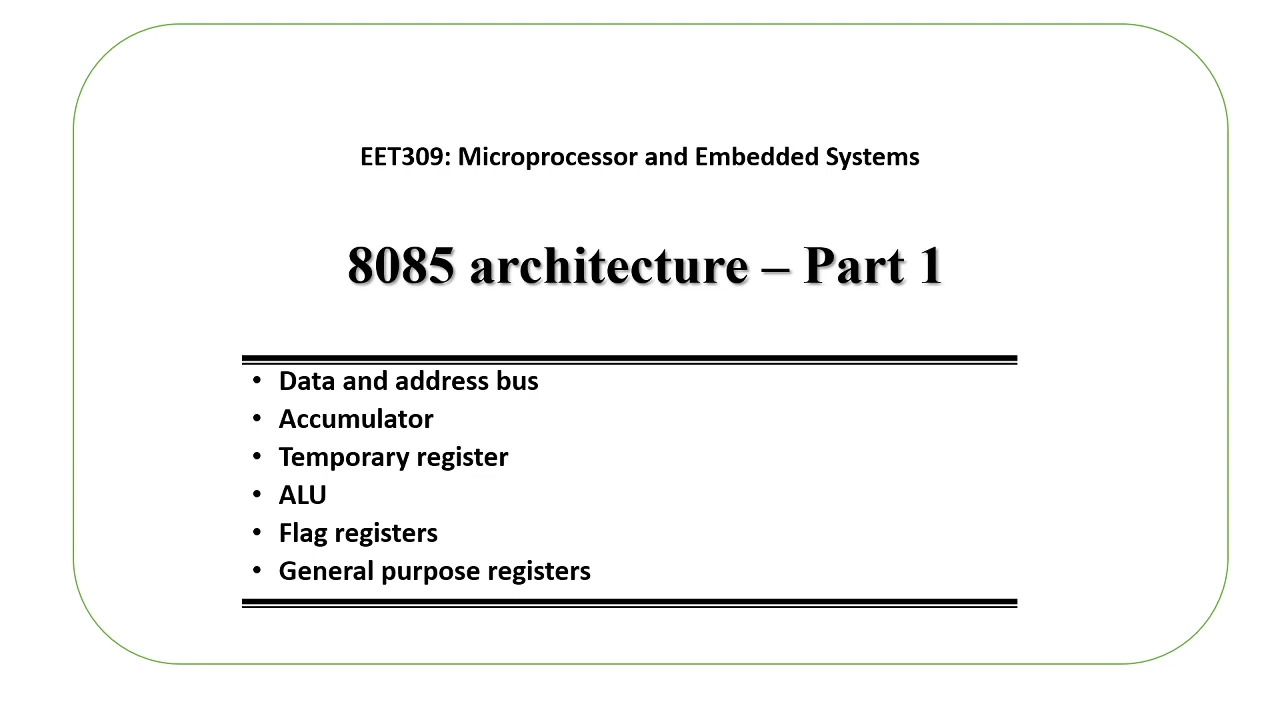 EET309: Microprocessor and Embedded Systems
8085 architecture – Part 1
• Data and address bus
• Accumulator
• Temporary register
• ALU
• Flag registers
• General purpose registers